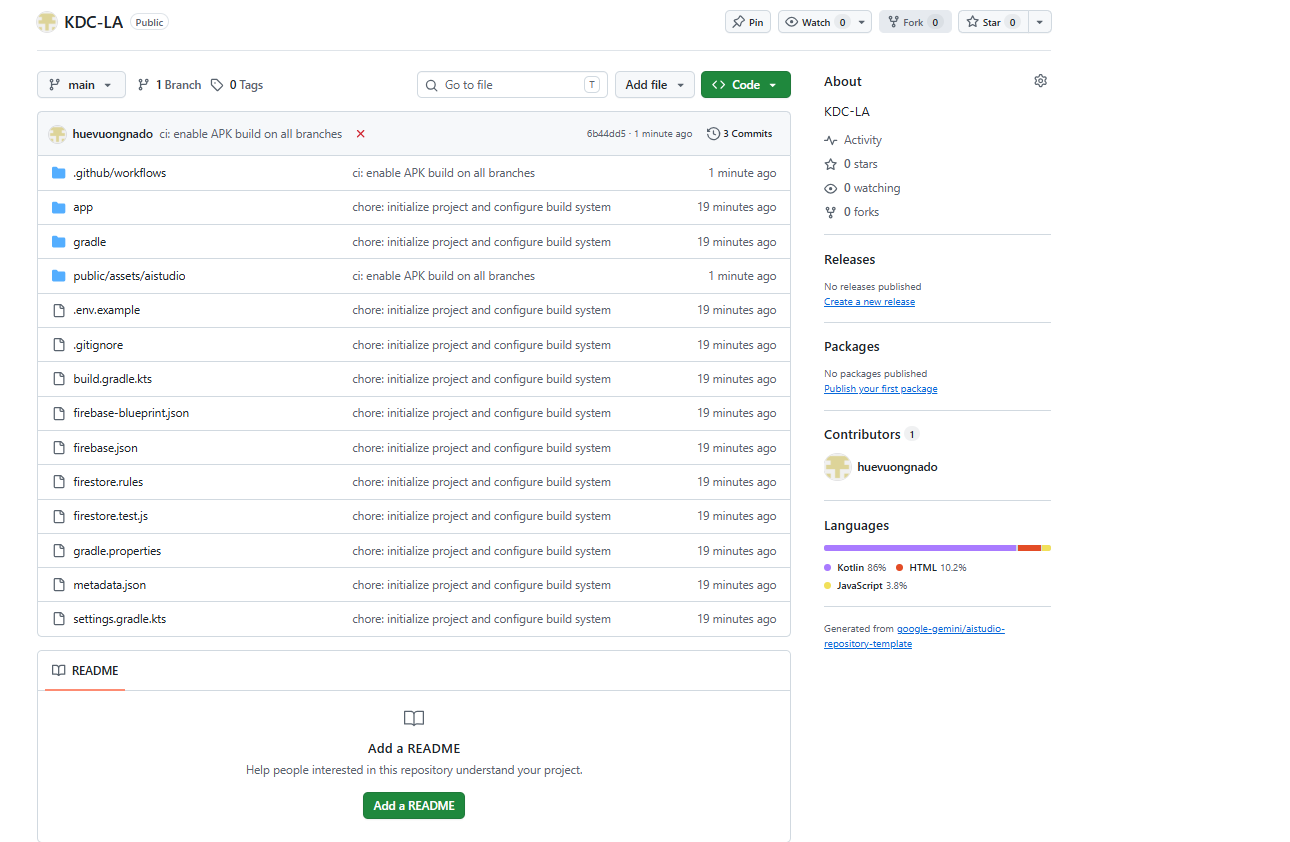 KDC-LA Public Pin Watch 0 Fork 0 Star 0
main 1 Branch 0 Tags Go to file T Add file Code
huevuongnado ci: enable APK build on all branches 6b44dd5 · 1 minute ago 3 Commits
.github/workflows ci: enable APK build on all branches 1 minute ago
app chore: initialize project and configure build system 19 minutes ago
gradle chore: initialize project and configure build system 19 minutes ago
public/assets/aistudio ci: enable APK build on all branches 1 minute ago
.env.example chore: initialize project and configure build system 19 minutes ago
.gitignore chore: initialize project and configure build system 19 minutes ago
build.gradle.kts chore: initialize project and configure build system 19 minutes ago
firebase-blueprint.json chore: initialize project and configure build system 19 minutes ago
firebase.json chore: initialize project and configure build system 19 minutes ago
firestore.rules chore: initialize project and configure build system 19 minutes ago
firestore.test.js chore: initialize project and configure build system 19 minutes ago
gradle.properties chore: initialize project and configure build system 19 minutes ago
metadata.json chore: initialize project and configure build system 19 minutes ago
settings.gradle.kts chore: initialize project and configure build system 19 minutes ago
README
Add a README
Help people interested in this repository understand your project.
Add a README
About
KDC-LA
Activity
0 stars
0 watching
0 forks
Releases
No releases published
Create a new release
Packages
No packages published
Publish your first package
Contributors 1
huevuongnado
Languages
Kotlin 86% HTML 10.2%
JavaScript 3.8%
Generated from google-gemini/aistudio-
repository-template